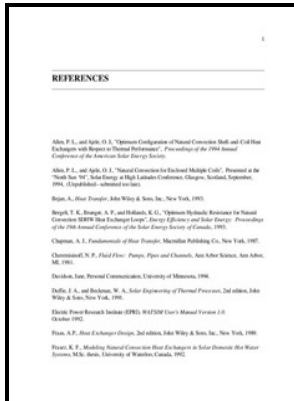 1
REFERENCES
Allen, P. L., and Ajele, O. J., "Optimum Configuration of Natural Convection Shell-and-Coil Heat
Exchangers with Respect to Thermal Performance", Proceedings of the 1994 Annual
Conference of the American Solar Energy Society.
Allen, P. L., and Ajele, O. J., "Natural Convection for Enclosed Multiple Coils", Presented at the
"North Sun '94", Solar Energy at High Latitudes Conference, Glasgow, Scotland, September,
1994, (Unpublished-- submitted too late).
Bejan, A., Heat Transfer, John Wiley & Sons, Inc., New York, 1993.
Bergelt, T. K., Brunger, A. P., and Hollands, K. G., "Optimum Hydraulic Resistance for Natural
Convection SDHW Heat Exchanger Loops", Energy Efficiency and Solar Energy: Proceedings
of the 19th Annual Conference of the Solar Energy Society of Canada, 1993.
Chapman, A. J., Fundamentals of Heat Transfer, Macmillan Publishing Co., New York, 1987.
Cheremisinoff, N. P., Fluid Flow: Pumps, Pipes and Channels, Ann Arbor Science, Ann Arbor,
MI, 1981.
Davidson, Jane, Personal Communication, University of Minnesota, 1996.
Duffie, J. A., and Beckman, W. A., Solar Engineering of Thermal Processes, 2nd edition, John
Wiley & Sons, Inc., New York, 1991.
Electric Power Research Institute (EPRI), WATSIM User's Manual Version 1.0.
October 1992.
Fraas, A.P., Heat Exchanger Design, 2nd edition, John Wiley & Sons, Inc., New York, 1989.
Fraser, K. F., Modeling Natural Convection Heat Exchangers in Solar Domestic Hot Water
Systems, M.Sc. thesis, University of Waterloo, Canada, 1992.